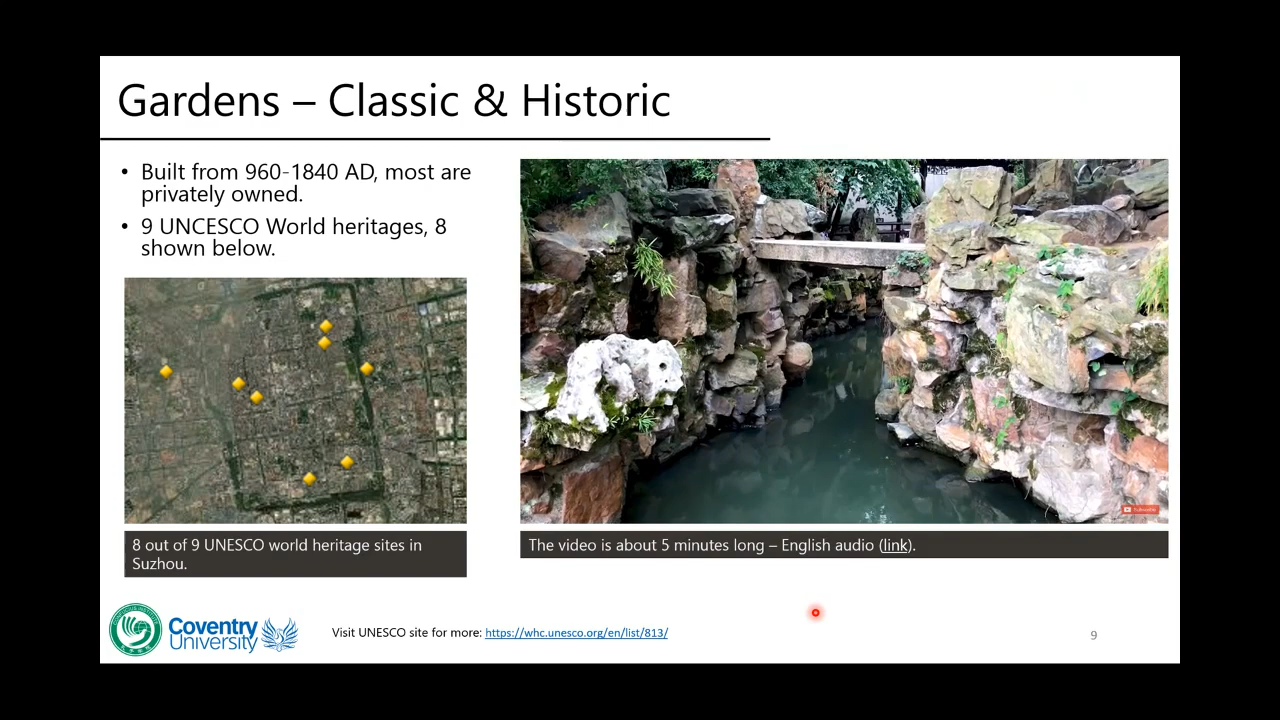 Gardens – Classic & Historic
• Built from 960-1840 AD, most are
privately owned.
• 9 UNCESCO World heritages, 8
shown below.
8 out of 9 UNESCO world heritage sites in
Suzhou.
The video is about 5 minutes long – English audio (link).
Coventry
University
Visit UNESCO site for more: https://whc.unesco.org/en/list/813/
9